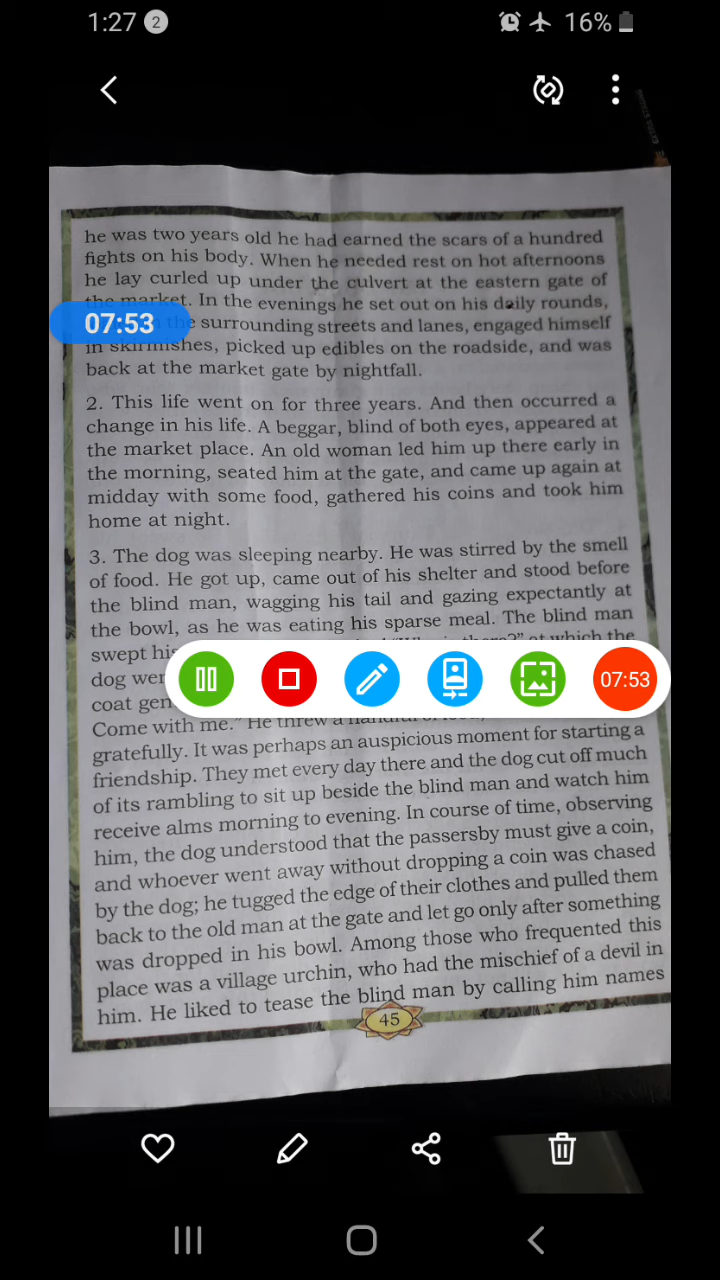 1:27 2 16%
he was two years old he had earned the scars of a hundred
fights on his body. When he needed rest on hot afternoons
he lay curled up under the culvert at the eastern gate of
the market. In the evenings he set out on his daily rounds,
07:53
the surrounding streets and lanes, engaged himself
in skirmishes, picked up edibles on the roadside, and was
back at the market gate by nightfall.
2. This life went on for three years. And then occurred a
change in his life. A beggar, blind of both eyes, appeared at
the market place. An old woman led him up there early in
the morning, seated him at the gate, and came up again at
midday with some food, gathered his coins and took him
home at night.
3. The dog was sleeping nearby. He was stirred by the smell
of food. He got up, came out of his shelter and stood before
the blind man, wagging his tail and gazing expectantly at
the bowl, as he was eating his sparse meal. The blind man
swept his at which the
dog
coat
07:53
Come with me." He threw a handful of
gratefully. It was perhaps an auspicious moment for starting a
friendship. They met every day there and the dog cut off much
of its rambling to sit up beside the blind man and watch him
receive alms morning to evening. In course of time, observing
him, the dog understood that the passersby must give a coin,
and whoever went away without dropping a coin was chased
by the dog; he tugged the edge of their clothes and pulled them
back to the old man at the gate and let go only after something
was dropped in his bowl. Among those who frequented this
place was a village urchin, who had the mischief of a devil in
him. He liked to tease the blind man by calling him names
45